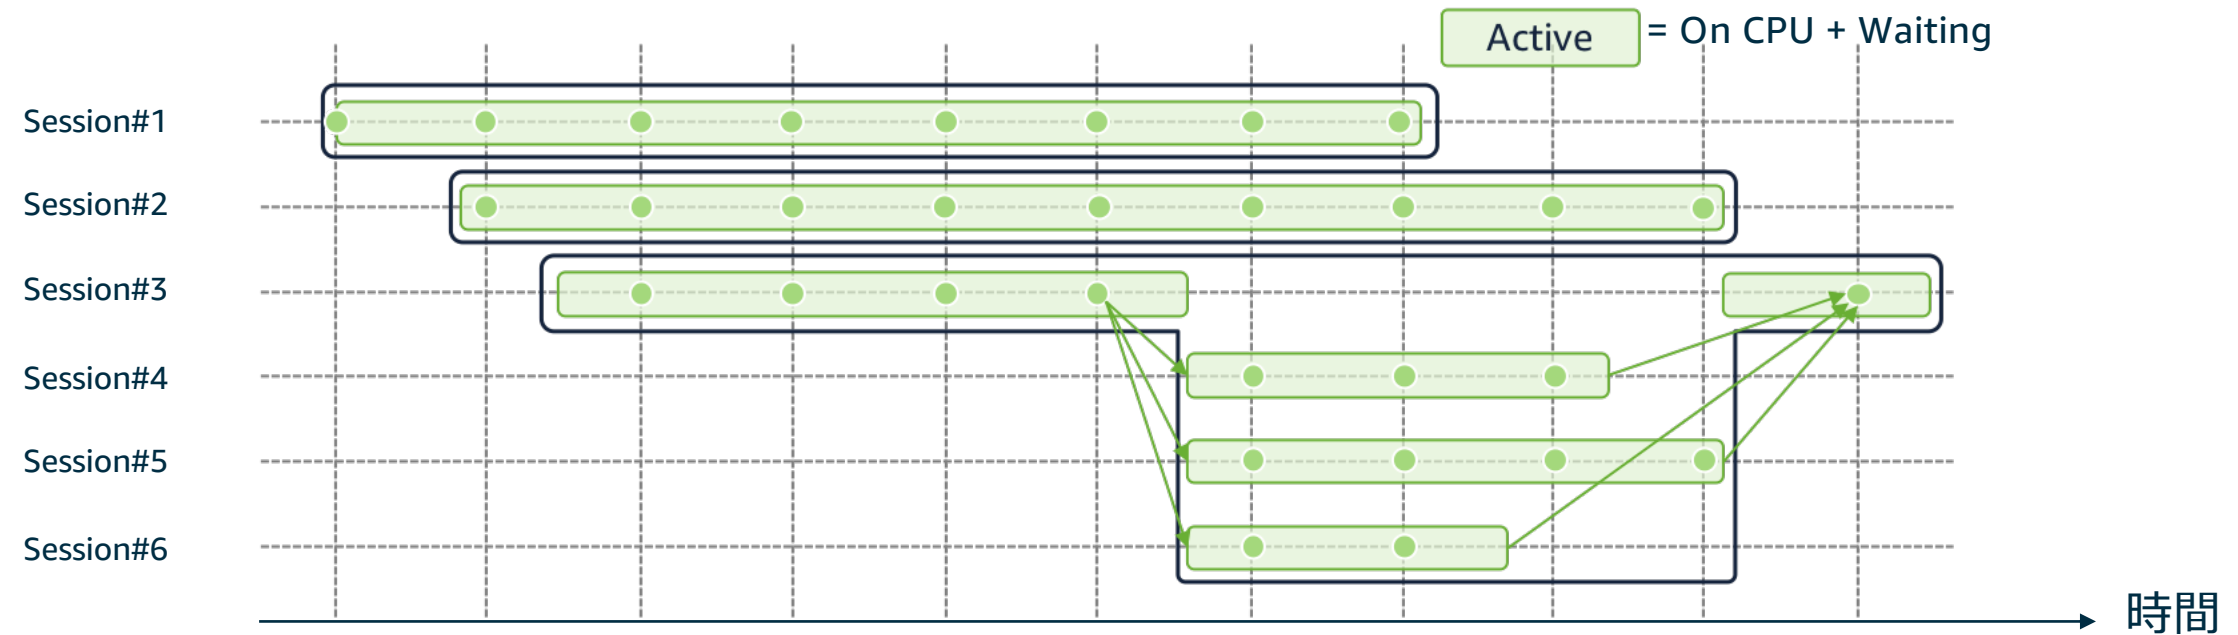 Active = On CPU + Waiting
Session#1
Session#2
Session#3
Session#4
Session#5
Session#6
時間